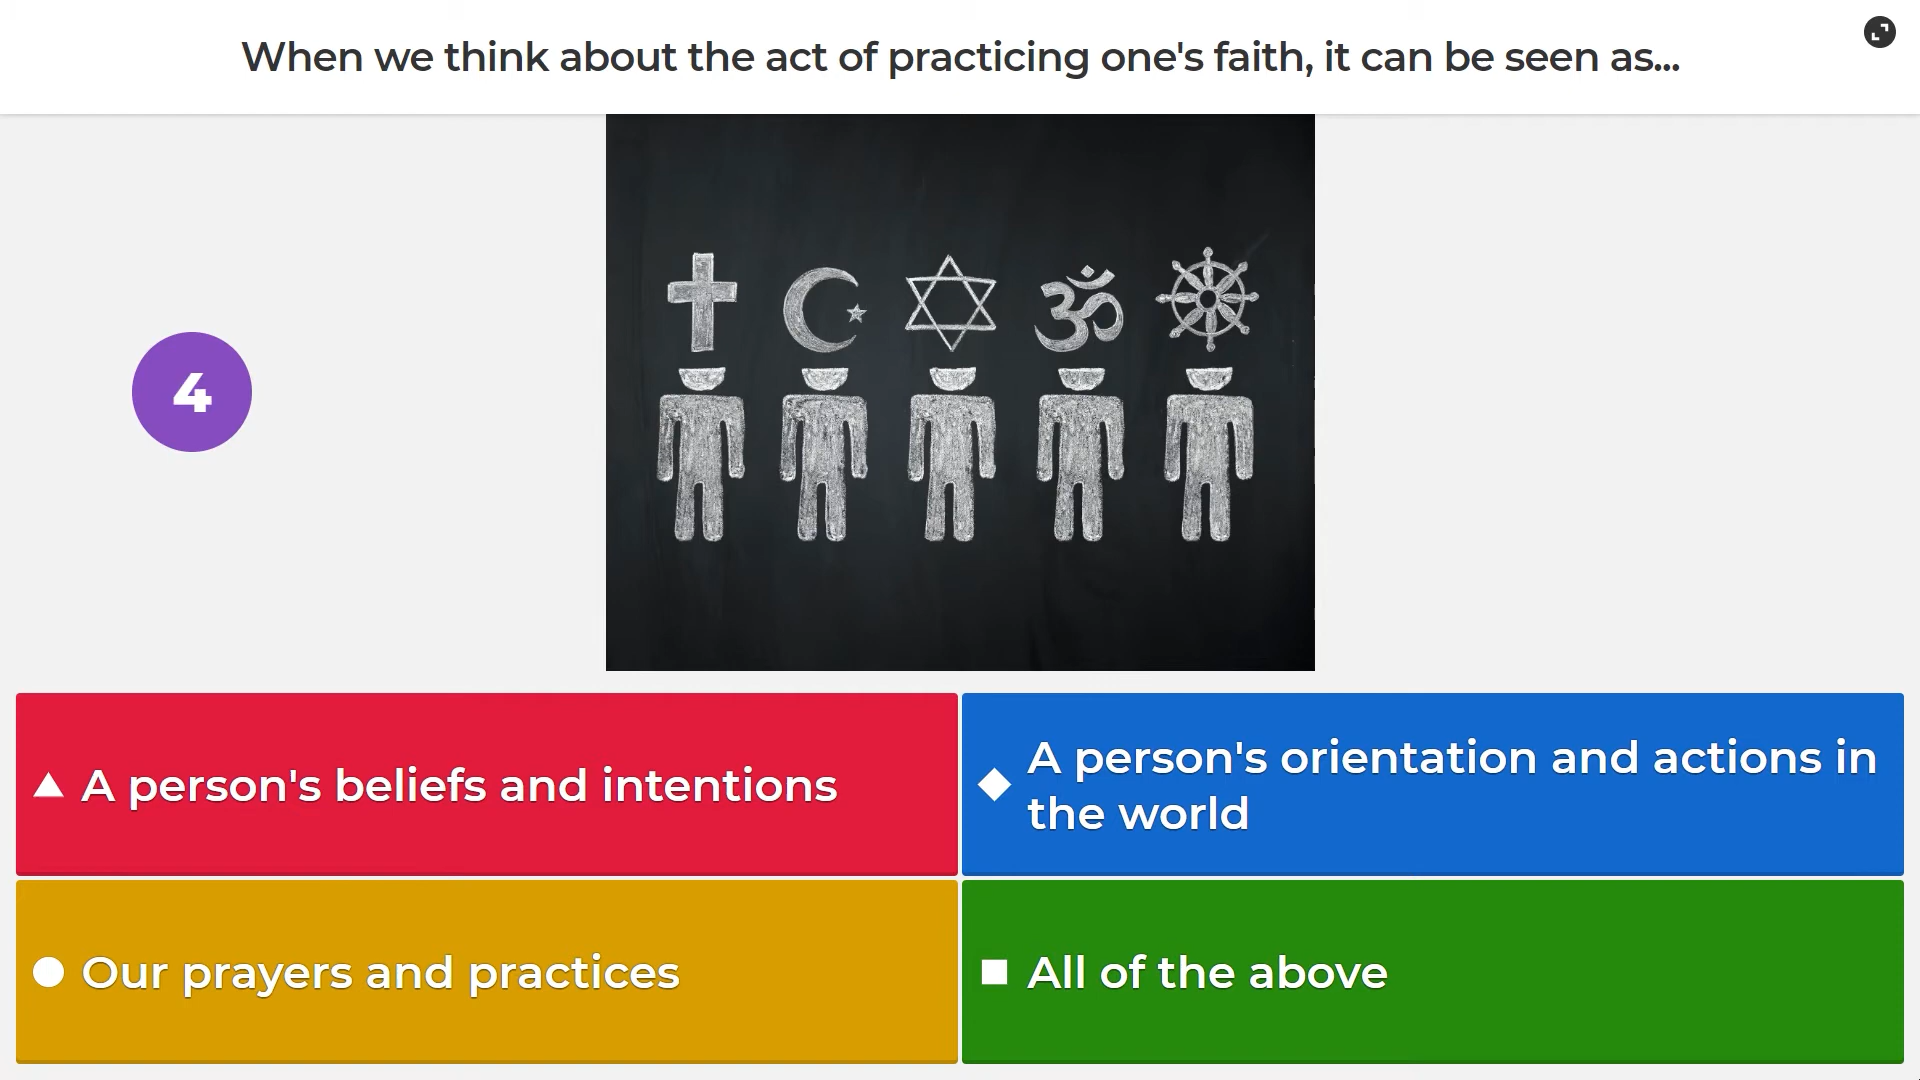 When we think about the act of practicing one's faith, it can be seen as...
4
ॐ
A person's beliefs and intentions
A person's orientation and actions in
the world
Our prayers and practices
All of the above